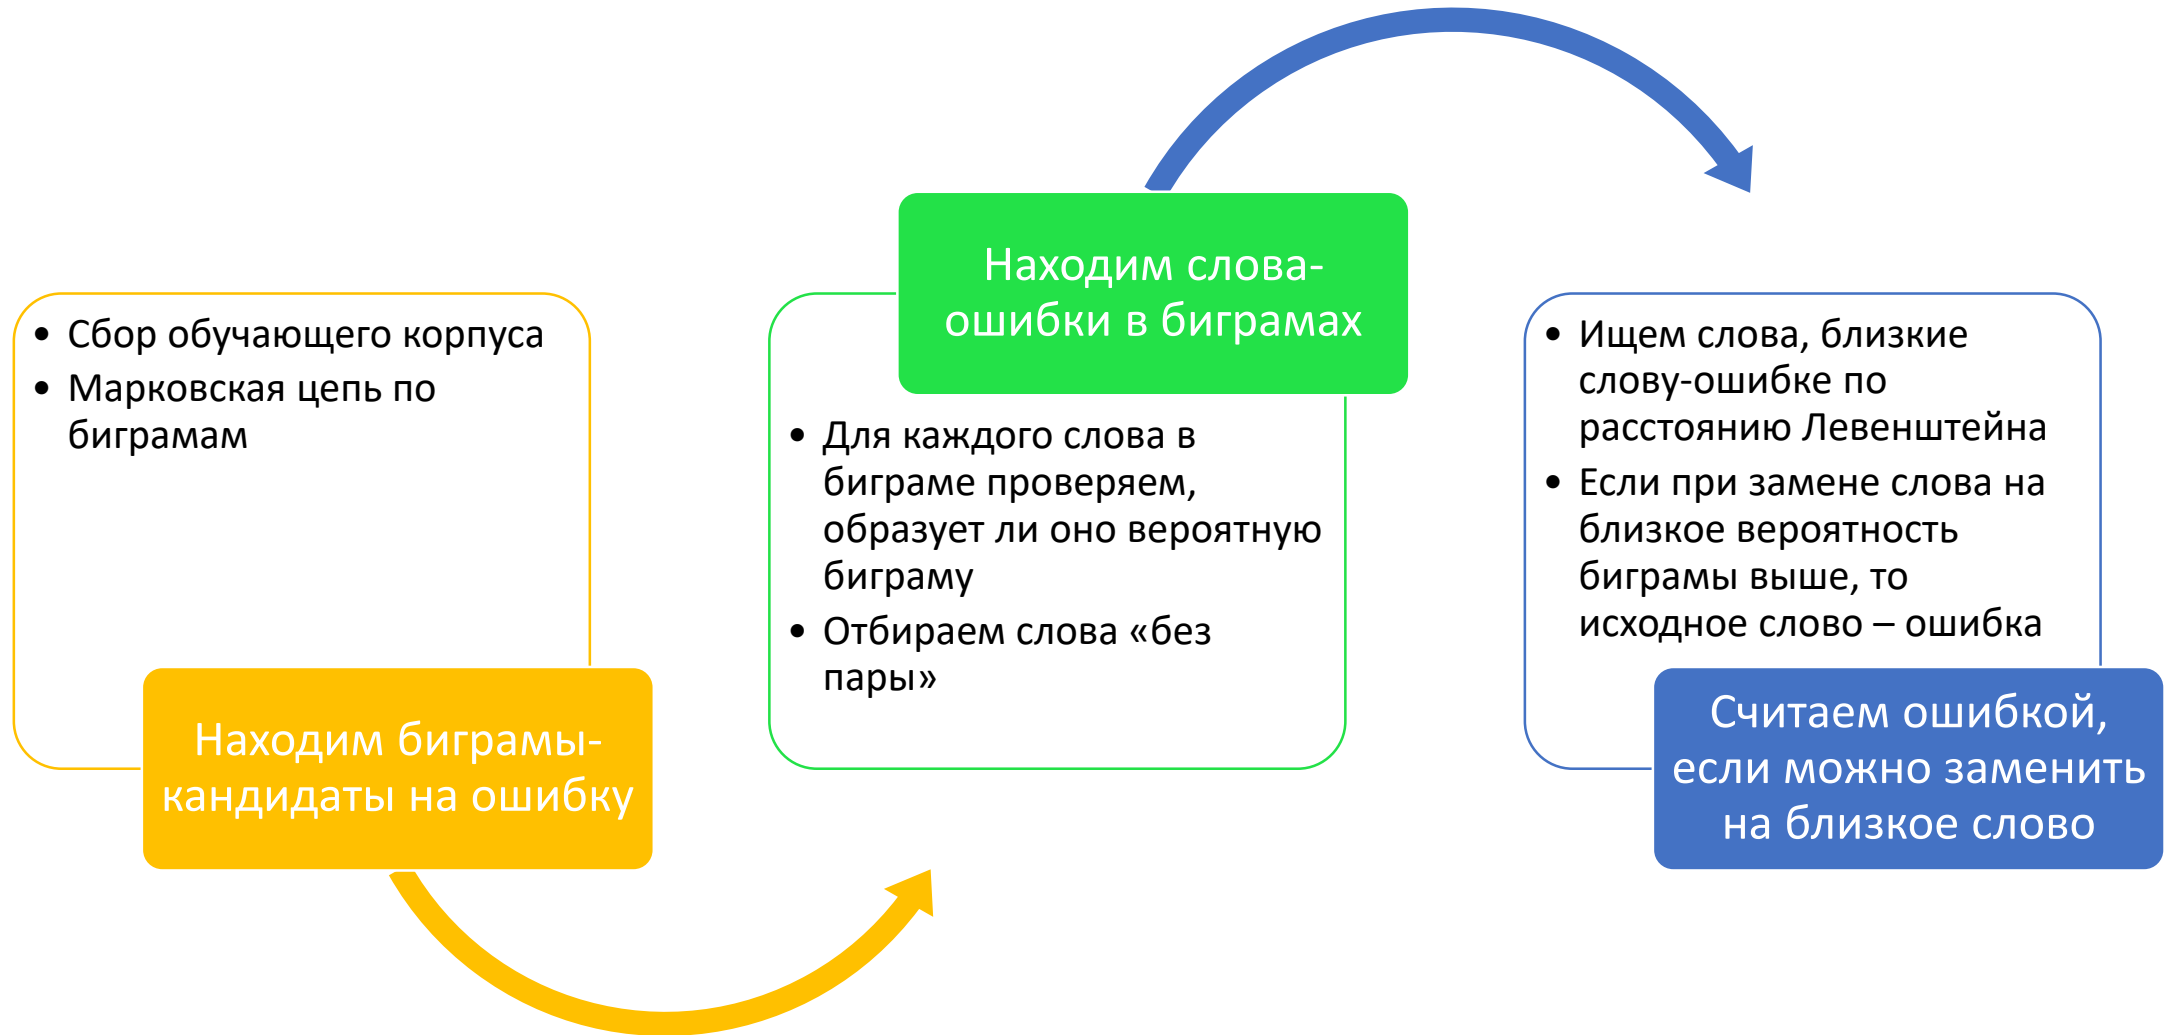 • Сбор обучающего корпуса
• Марковская цепь по
биграмам
Находим биграмы-
кандидаты на ошибку
Находим слова-
ошибки в биграмах
• Для каждого слова в
биграме проверяем,
образует ли оно вероятную
биграму
• Отбираем слова «без
пары»
• Ищем слова, близкие
слову-ошибке по
расстоянию Левенштейна
• Если при замене слова на
близкое вероятность
биграмы выше, то
исходное слово – ошибка
Считаем ошибкой,
если можно заменить
на близкое слово